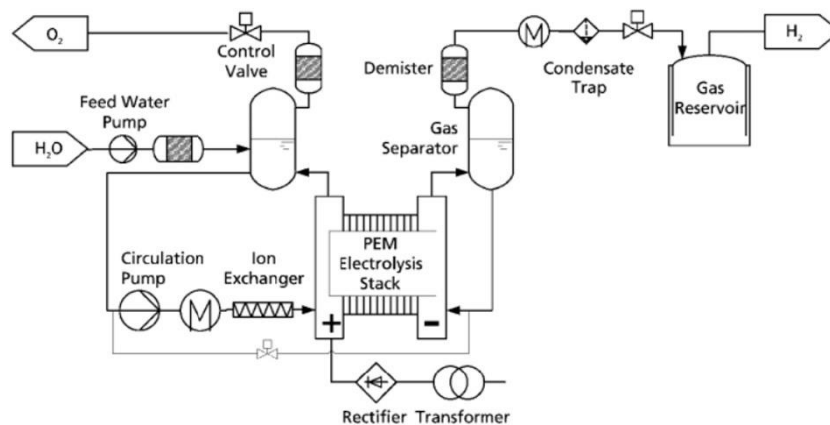 O₂
Control
Valve
Demister
Condensate
Trap
H₂
Gas
Reservoir
Feed Water
Pump
H₂O
Gas
Separator
M
M
PEM
Electrolysis
Stack
Circulation
Pump
Ion
Exchanger
+
-
Rectifier
Transformer